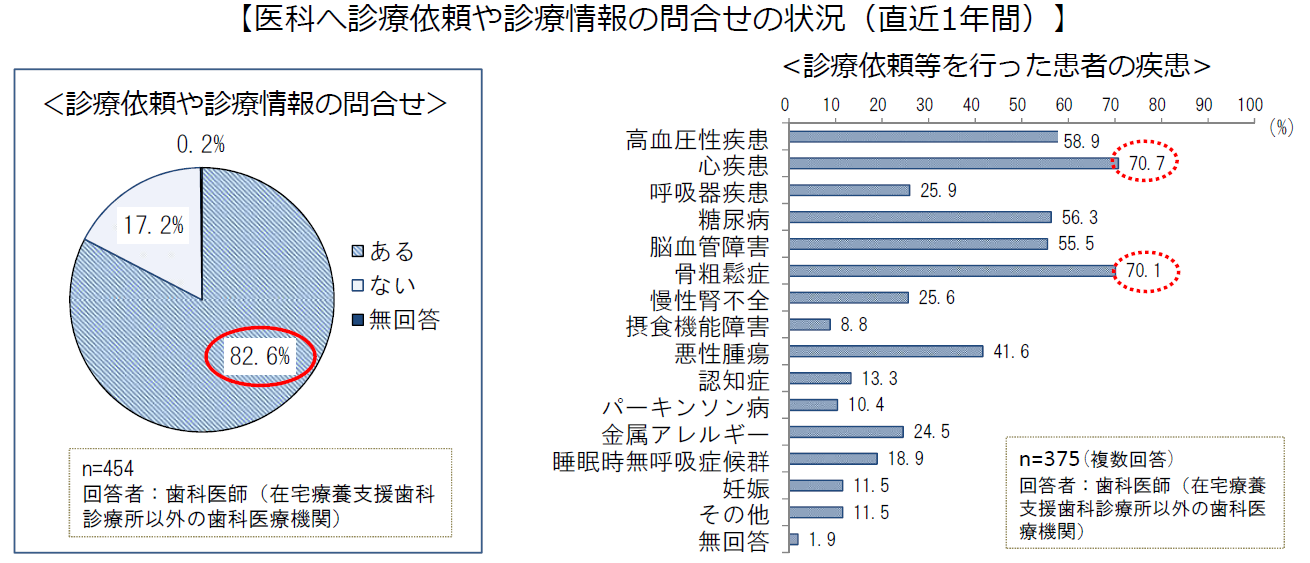 【医科へ診療依頼や診療情報の問合せの状況（直近1年間）】
＜診療依頼や診療情報の問合せ＞
0.2%
17.2%
82.6%
ある
ない
無回答
n=454
回答者：歯科医師（在宅療養支援歯科
診療所以外の歯科医療機関）
＜診療依頼等を行った患者の疾患＞
0 10 20 30 40 50 60 70 80 90 100
(%)
高血圧性疾患 58.9
心疾患 70.7
呼吸器疾患 25.9
糖尿病 56.3
脳血管障害 55.5
骨粗鬆症 70.1
慢性腎不全 25.6
摂食機能障害 8.8
悪性腫瘍 41.6
認知症 13.3
パーキンソン病 10.4
金属アレルギー 24.5
睡眠時無呼吸症候群 18.9
妊娠 11.5
その他 11.5
無回答 1.9
n=375(複数回答)
回答者：歯科医師（在宅療養
支援歯科診療所以外の歯科医
療機関）